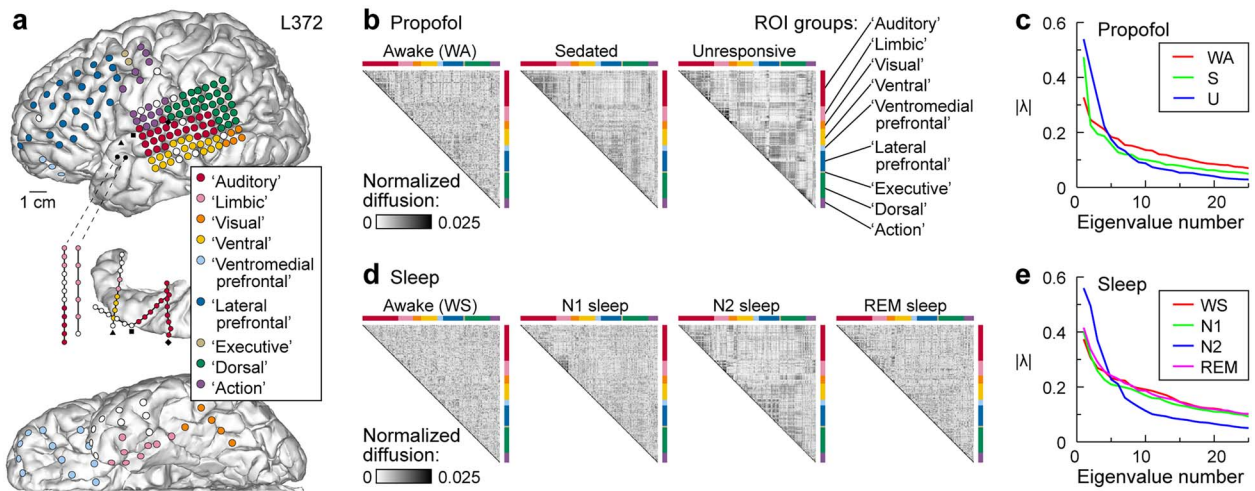 a
L372
1 cm
'Auditory'
'Limbic'
'Visual'
'Ventral'
'Ventromedial
prefrontal'
'Lateral
prefrontal'
'Executive'
'Dorsal'
'Action'
b Propofol
ROI groups:
Awake (WA) Sedated Unresponsive
'Auditory'
'Limbic'
'Visual'
'Ventral'
'Ventromedial
prefrontal'
'Lateral
prefrontal'
'Executive'
'Dorsal'
'Action'
Normalized
diffusion:
0 0.025
c Propofol
0.6
0.4
0.2
0
|λ|
WA
S
U
10 20
Eigenvalue number
d Sleep
Awake (WS) N1 sleep N2 sleep REM sleep
Normalized
diffusion:
0 0.025
e Sleep
0.6
0.4
0.2
0
|λ|
WS
N1
N2
REM
10 20
Eigenvalue number